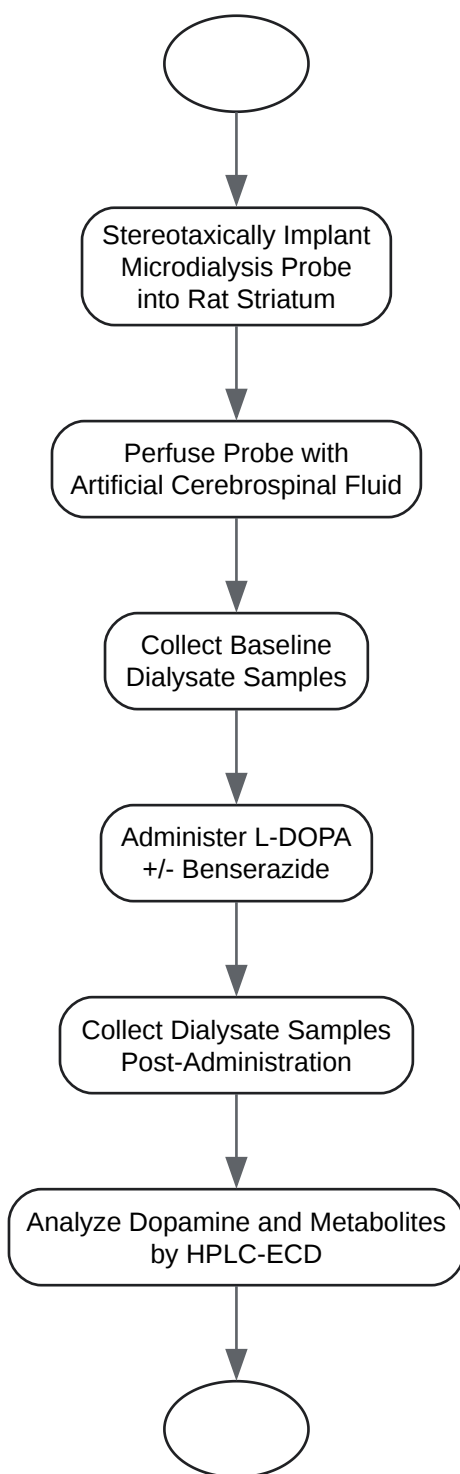 Stereotaxically Implant
Microdialysis Probe
into Rat Striatum
Perfuse Probe with
Artificial Cerebrospinal Fluid
Collect Baseline
Dialysate Samples
Administer L-DOPA
+/- Benserazide
Collect Dialysate Samples
Post-Administration
Analyze Dopamine and Metabolites
by HPLC-ECD